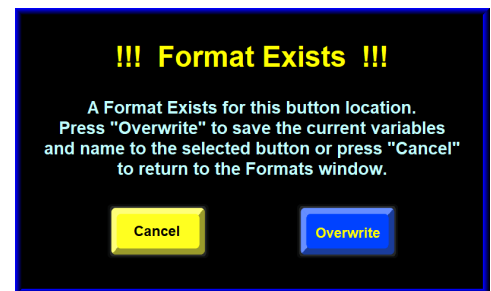 !!! Format Exists !!!
A Format Exists for this button location.
Press "Overwrite" to save the current variables
and name to the selected button or press "Cancel"
to return to the Formats window.
Cancel
Overwrite